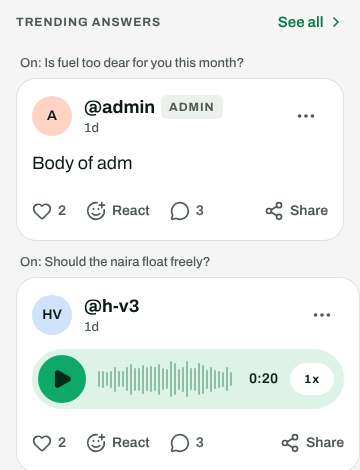 TRENDING ANSWERS See all
On: Is fuel too dear for you this month?
A @admin ADMIN
1d
Body of adm
2 React 3 Share
On: Should the naira float freely?
HV @h-v3
1d
0:20 1x
2 React 3 Share